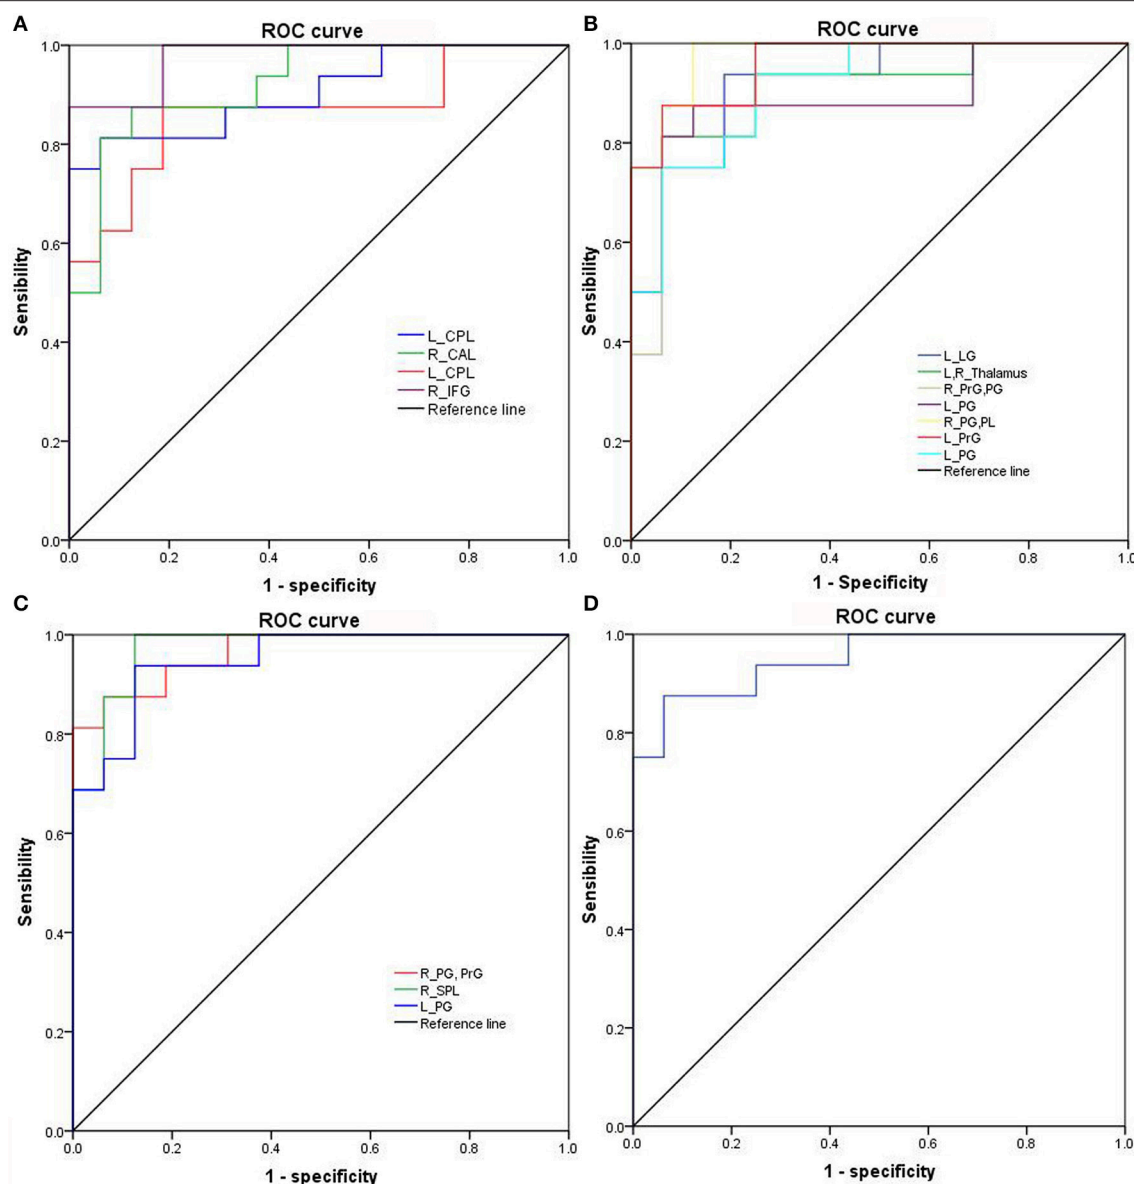 A
ROC curve
1.0
0.8
0.6
0.4
0.2
0.0
Sensibility
L_CPL
R_CAL
L_CPL
R_IFG
Reference line
0.0 0.2 0.4 0.6 0.8 1.0
1 - specificity
B
ROC curve
1.0
0.8
0.6
0.4
0.2
0.0
Sensibility
L_LG
L,R_Thalamus
R_PrG,PG
L_PG
R_PG,PL
L_PrG
L_PG
Reference line
0.0 0.2 0.4 0.6 0.8 1.0
1 - Specificity
C
ROC curve
1.0
0.8
0.6
0.4
0.2
0.0
Sensibility
R_PG, PrG
R_SPL
L_PG
Reference line
0.0 0.2 0.4 0.6 0.8 1.0
1 - specificity
D
ROC curve
1.0
0.8
0.6
0.4
0.2
0.0
Sensibility
0.0 0.2 0.4 0.6 0.8 1.0
1 - specificity